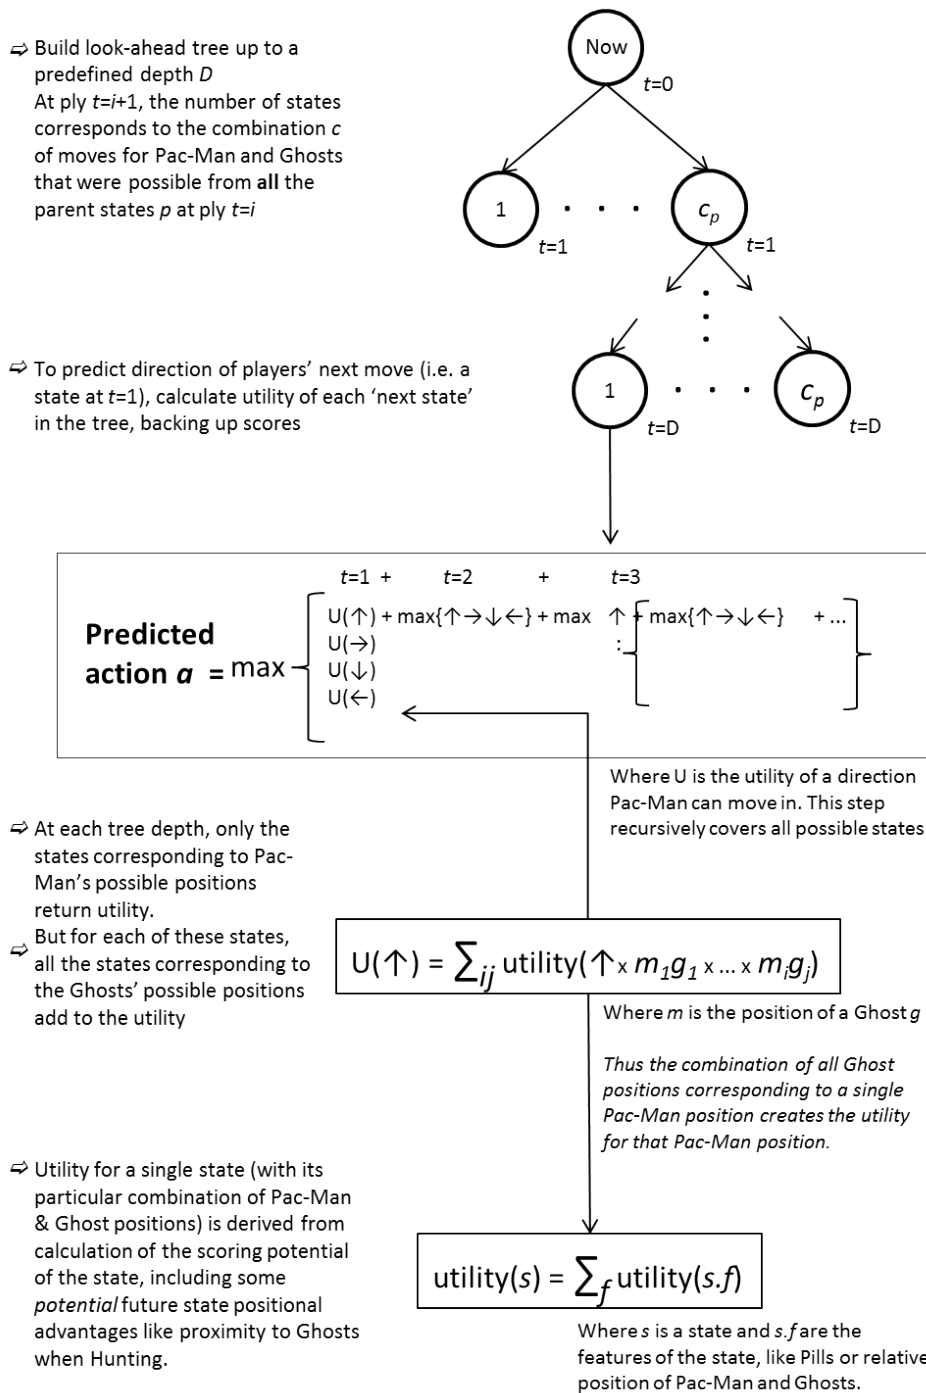 ⇨ Build look-ahead tree up to a
predefined depth D
At ply t=i+1, the number of states
corresponds to the combination c
of moves for Pac-Man and Ghosts
that were possible from all the
parent states p at ply t=i
Now
t=0
1 . . . cₚ
t=1 t=1
⇨ To predict direction of players’ next move (i.e. a
state at t=1), calculate utility of each ‘next state’
in the tree, backing up scores
1 . . . cₚ
t=D t=D
t=1 + t=2 + t=3
Predicted
action a = max
U(↑) + max{↑→↓←} + max ↑ + max{↑→↓←} + ...
U(→) :
U(↓)
U(←)
Where U is the utility of a direction
Pac-Man can move in. This step
recursively covers all possible states
⇨ At each tree depth, only the
states corresponding to Pac-
Man’s possible positions
return utility.
⇨ But for each of these states,
all the states corresponding to
the Ghosts’ possible positions
add to the utility
U(↑) = ∑ij utility(↑x m₁g₁ x ... x mᵢgⱼ)
Where m is the position of a Ghost g
Thus the combination of all Ghost
positions corresponding to a single
Pac-Man position creates the utility
for that Pac-Man position.
⇨ Utility for a single state (with its
particular combination of Pac-Man
& Ghost positions) is derived from
calculation of the scoring potential
of the state, including some
potential future state positional
advantages like proximity to Ghosts
when Hunting.
utility(s) = ∑f utility(s.f)
Where s is a state and s.f are the
features of the state, like Pills or relative
position of Pac-Man and Ghosts.